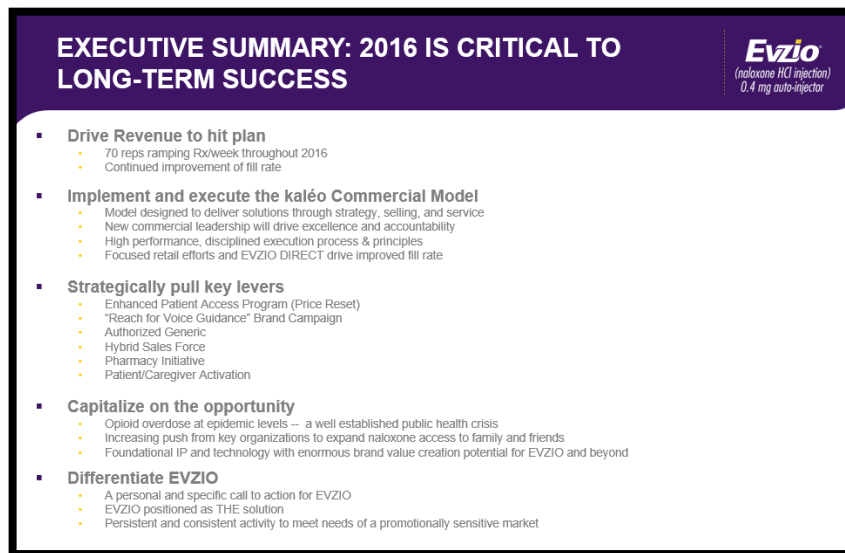 EXECUTIVE SUMMARY: 2016 IS CRITICAL TO
LONG-TERM SUCCESS
Evzio
(naloxone HCl injection)
0.4 mg auto-injector
Drive Revenue to hit plan
70 reps ramping Rx/week throughout 2016
Continued improvement of fill rate
Implement and execute the kaléo Commercial Model
Model designed to deliver solutions through strategy, selling, and service
New commercial leadership will drive excellence and accountability
High performance, disciplined execution process & principles
Focused retail efforts and EVZIO DIRECT drive improved fill rate
Strategically pull key levers
Enhanced Patient Access Program (Price Reset)
“Reach for Voice Guidance” Brand Campaign
Authorized Generic
Hybrid Sales Force
Pharmacy Initiative
Patient/Caregiver Activation
Capitalize on the opportunity
Opioid overdose at epidemic levels -- a well established public health crisis
Increasing push from key organizations to expand naloxone access to family and friends
Foundational IP and technology with enormous brand value creation potential for EVZIO and beyond
Differentiate EVZIO
A personal and specific call to action for EVZIO
EVZIO positioned as THE solution
Persistent and consistent activity to meet needs of a promotionally sensitive market